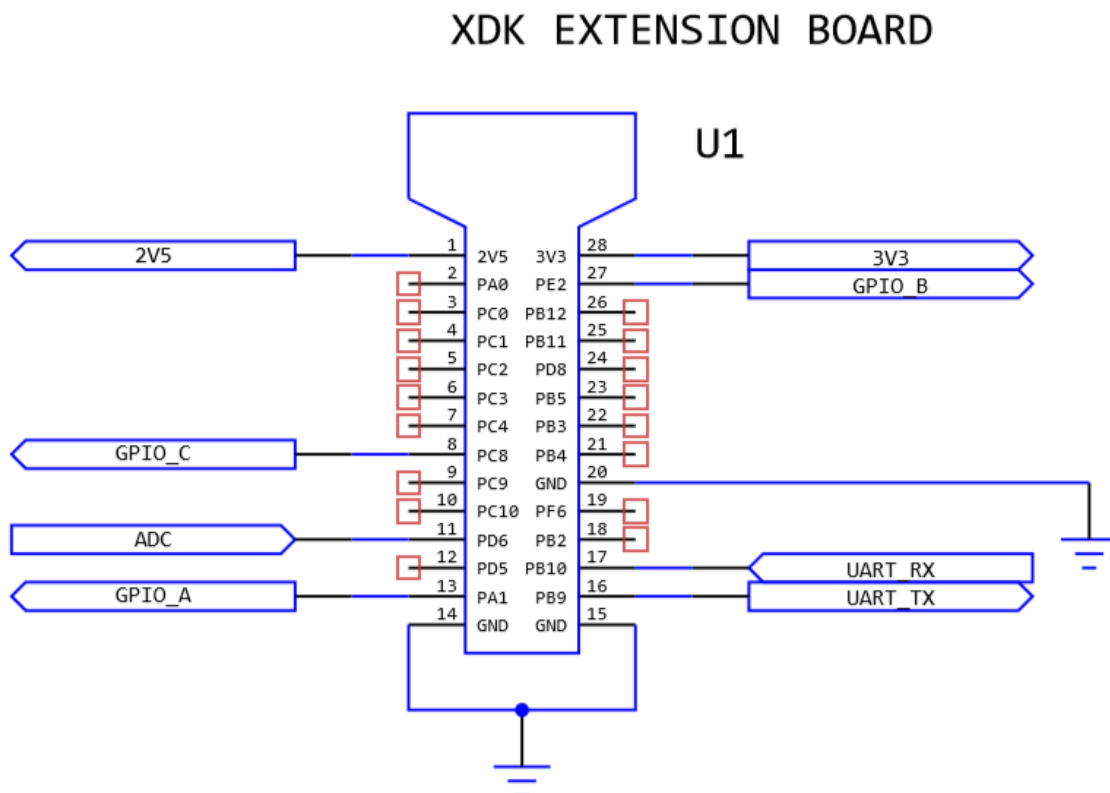 XDK EXTENSION BOARD
U1
2V5 1 2V5 3V3 28 3V3
2 PA0 PE2 27 GPIO_B
3 PC0 PB12 26
4 PC1 PB11 25
5 PC2 PD8 24
6 PC3 PB5 23
7 PC4 PB3 22
GPIO_C 8 PC8 PB4 21
9 PC9 GND 20
10 PC10 PF6 19
ADC 11 PD6 PB2 18
12 PD5 PB10 17 UART_RX
GPIO_A 13 PA1 PB9 16 UART_TX
14 GND GND 15